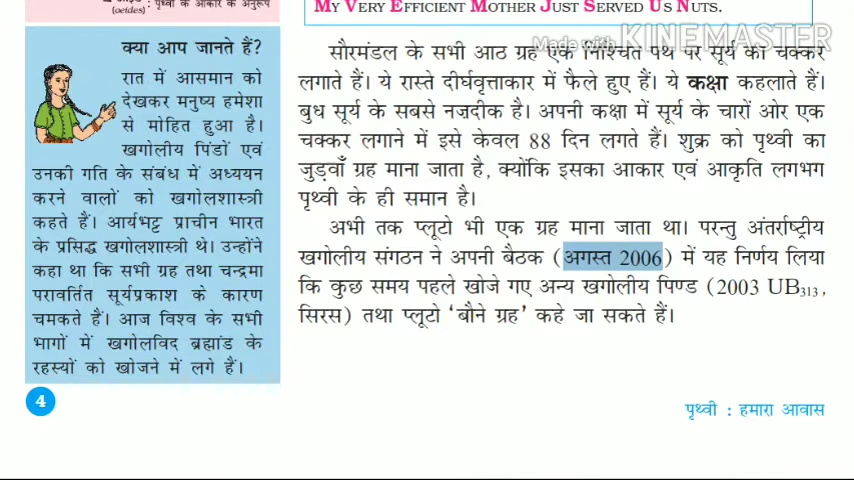 (oeides) : पृथ्वी के आकार के अनुरूप
MY VERY EFFICIENT MOTHER JUST SERVED US NUTS.
Made with KINEMASTER
क्या आप जानते हैं?
रात में आसमान को
देखकर मनुष्य हमेशा
से मोहित हुआ है।
खगोलीय पिंडों एवं
उनकी गति के संबंध में अध्ययन
करने वालों को खगोलशास्त्री
कहते हैं। आर्यभट्ट प्राचीन भारत
के प्रसिद्ध खगोलशास्त्री थे। उन्होंने
कहा था कि सभी ग्रह तथा चन्द्रमा
परावर्तित सूर्यप्रकाश के कारण
चमकते हैं। आज विश्व के सभी
भागों में खगोलविद ब्रह्मांड के
रहस्यों को खोजने में लगे हैं।
सौरमंडल के सभी आठ ग्रह एक निश्चित पथ पर सूर्य का चक्कर
लगाते हैं। ये रास्ते दीर्घवृत्ताकार में फैले हुए हैं। ये कक्षा कहलाते हैं।
बुध सूर्य के सबसे नज़दीक है। अपनी कक्षा में सूर्य के चारों ओर एक
चक्कर लगाने में इसे केवल 88 दिन लगते हैं। शुक्र को पृथ्वी का
जुड़वाँ ग्रह माना जाता है, क्योंकि इसका आकार एवं आकृति लगभग
पृथ्वी के ही समान है।
अभी तक प्लूटो भी एक ग्रह माना जाता था। परन्तु अंतर्राष्ट्रीय
खगोलीय संगठन ने अपनी बैठक (अगस्त 2006) में यह निर्णय लिया
कि कुछ समय पहले खोजे गए अन्य खगोलीय पिण्ड (2003 UB₃₁₃,
सिरस) तथा प्लूटो 'बौने ग्रह' कहे जा सकते हैं।
4
पृथ्वी : हमारा आवास